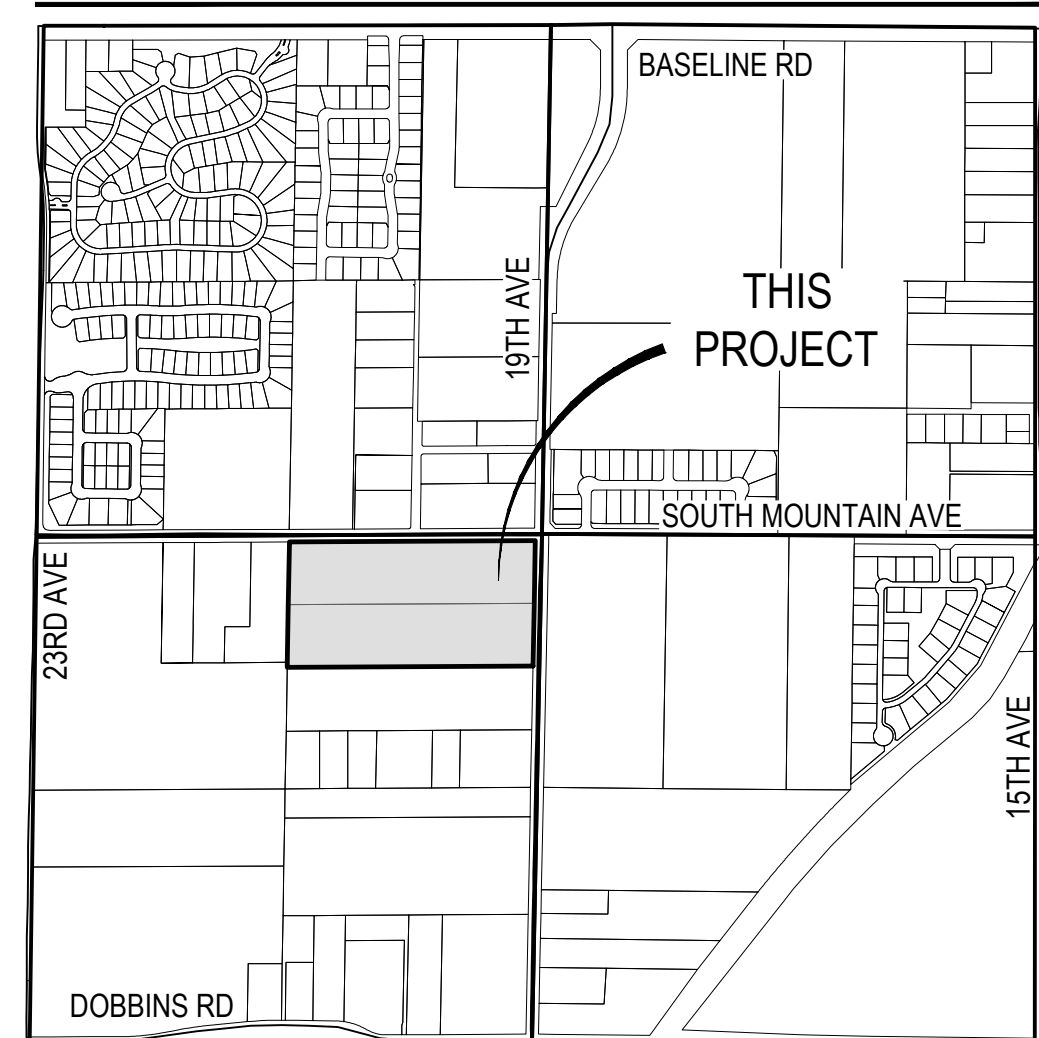 BASELINE RD
19TH AVE
THIS
PROJECT
SOUTH MOUNTAIN AVE
23RD AVE
15TH AVE
DOBBINS RD